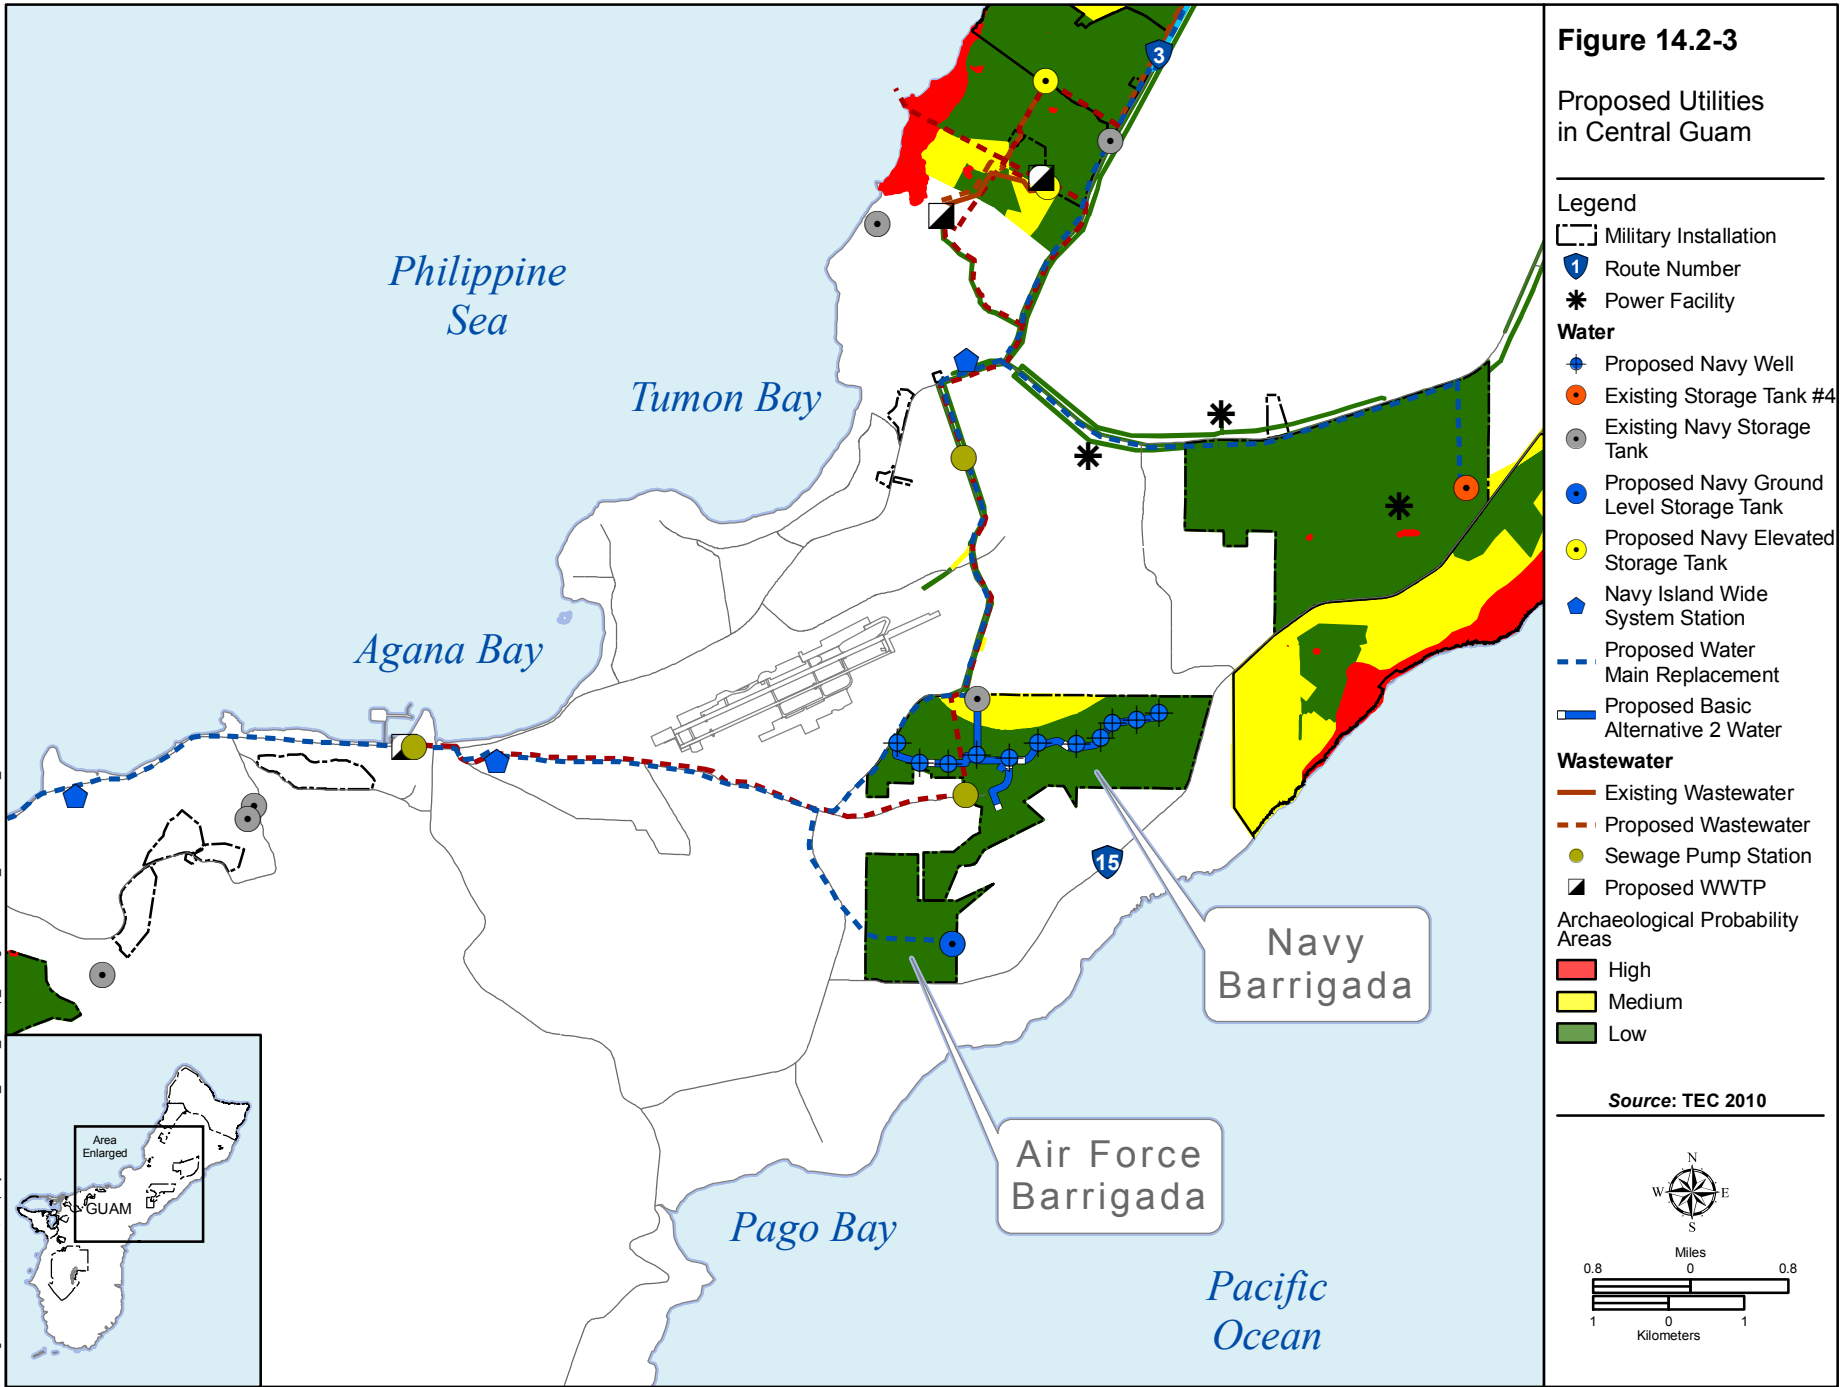 Figure 14.2-3
Proposed Utilities
in Central Guam
Legend
Military Installation
1
Route Number
Power Facility
Water
Proposed Navy Well
Existing Storage Tank #4
Existing Navy Storage
Tank
Proposed Navy Ground
Level Storage Tank
Proposed Navy Elevated
Storage Tank
Navy Island Wide
System Station
Proposed Water
Main Replacement
Proposed Basic
Alternative 2 Water
Wastewater
Existing Wastewater
Proposed Wastewater
Sewage Pump Station
Proposed WWTP
Archaeological Probability
Areas
High
Medium
Low
Source: TEC 2010
N
W E
S
Miles
0.8 0 0.8
1 0 1
Kilometers
3
Philippine
Sea
Tumon Bay
Agana Bay
15
Navy
Barrigada
Air Force
Barrigada
Pago Bay
Pacific
Ocean
Area
Enlarged
GUAM